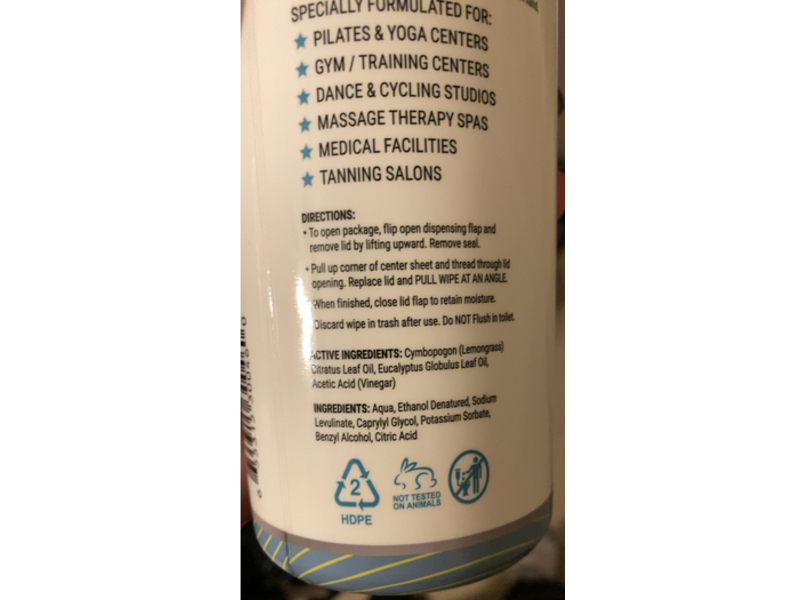 SPECIALLY FORMULATED FOR:
★ PILATES & YOGA CENTERS
★ GYM / TRAINING CENTERS
★ DANCE & CYCLING STUDIOS
★ MASSAGE THERAPY SPAS
★ MEDICAL FACILITIES
★ TANNING SALONS
DIRECTIONS:
• To open package, flip open dispensing flap and
remove lid by lifting upward. Remove seal.
• Pull up corner of center sheet and thread through lid
opening. Replace lid and PULL WIPE AT AN ANGLE.
When finished, close lid flap to retain moisture.
Discard wipe in trash after use. Do NOT Flush in toilet.
ACTIVE INGREDIENTS: Cymbopogon (Lemongrass)
Citratus Leaf Oil, Eucalyptus Globulus Leaf Oil,
Acetic Acid (Vinegar)
INGREDIENTS: Aqua, Ethanol Denatured, Sodium
Levulinate, Caprylyl Glycol, Potassium Sorbate,
Benzyl Alcohol, Citric Acid
2
HDPE
NOT TESTED
ON ANIMALS